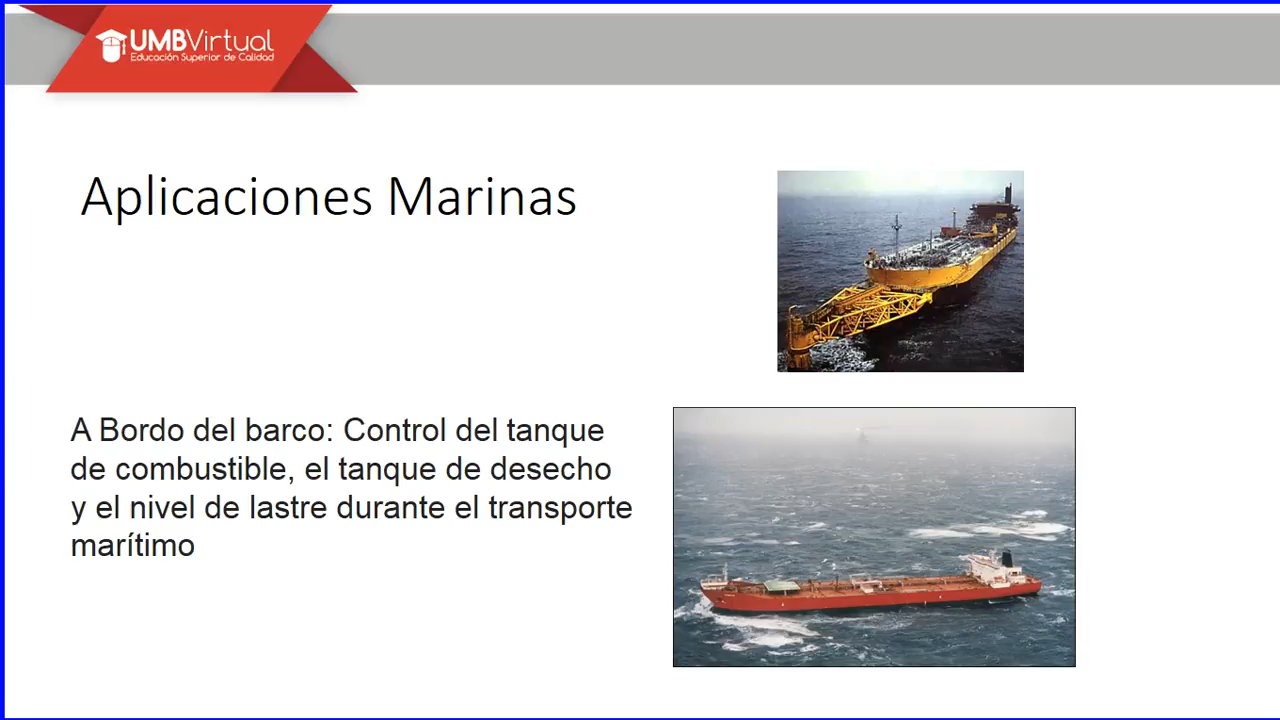 UMBVirtual
Educación Superior de Calidad
Aplicaciones Marinas
A Bordo del barco: Control del tanque
de combustible, el tanque de desecho
y el nivel de lastre durante el transporte
marítimo